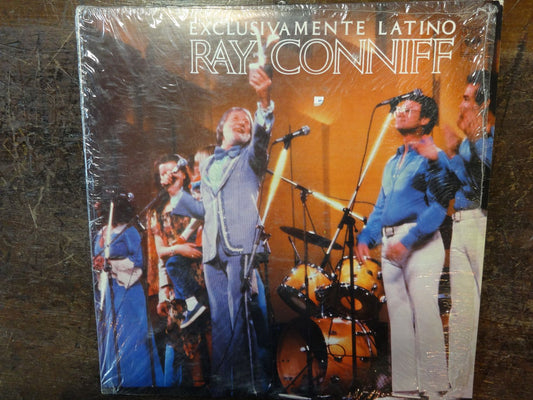 EXCLUSIVAMENTE LATINO
RAY CONNIFF